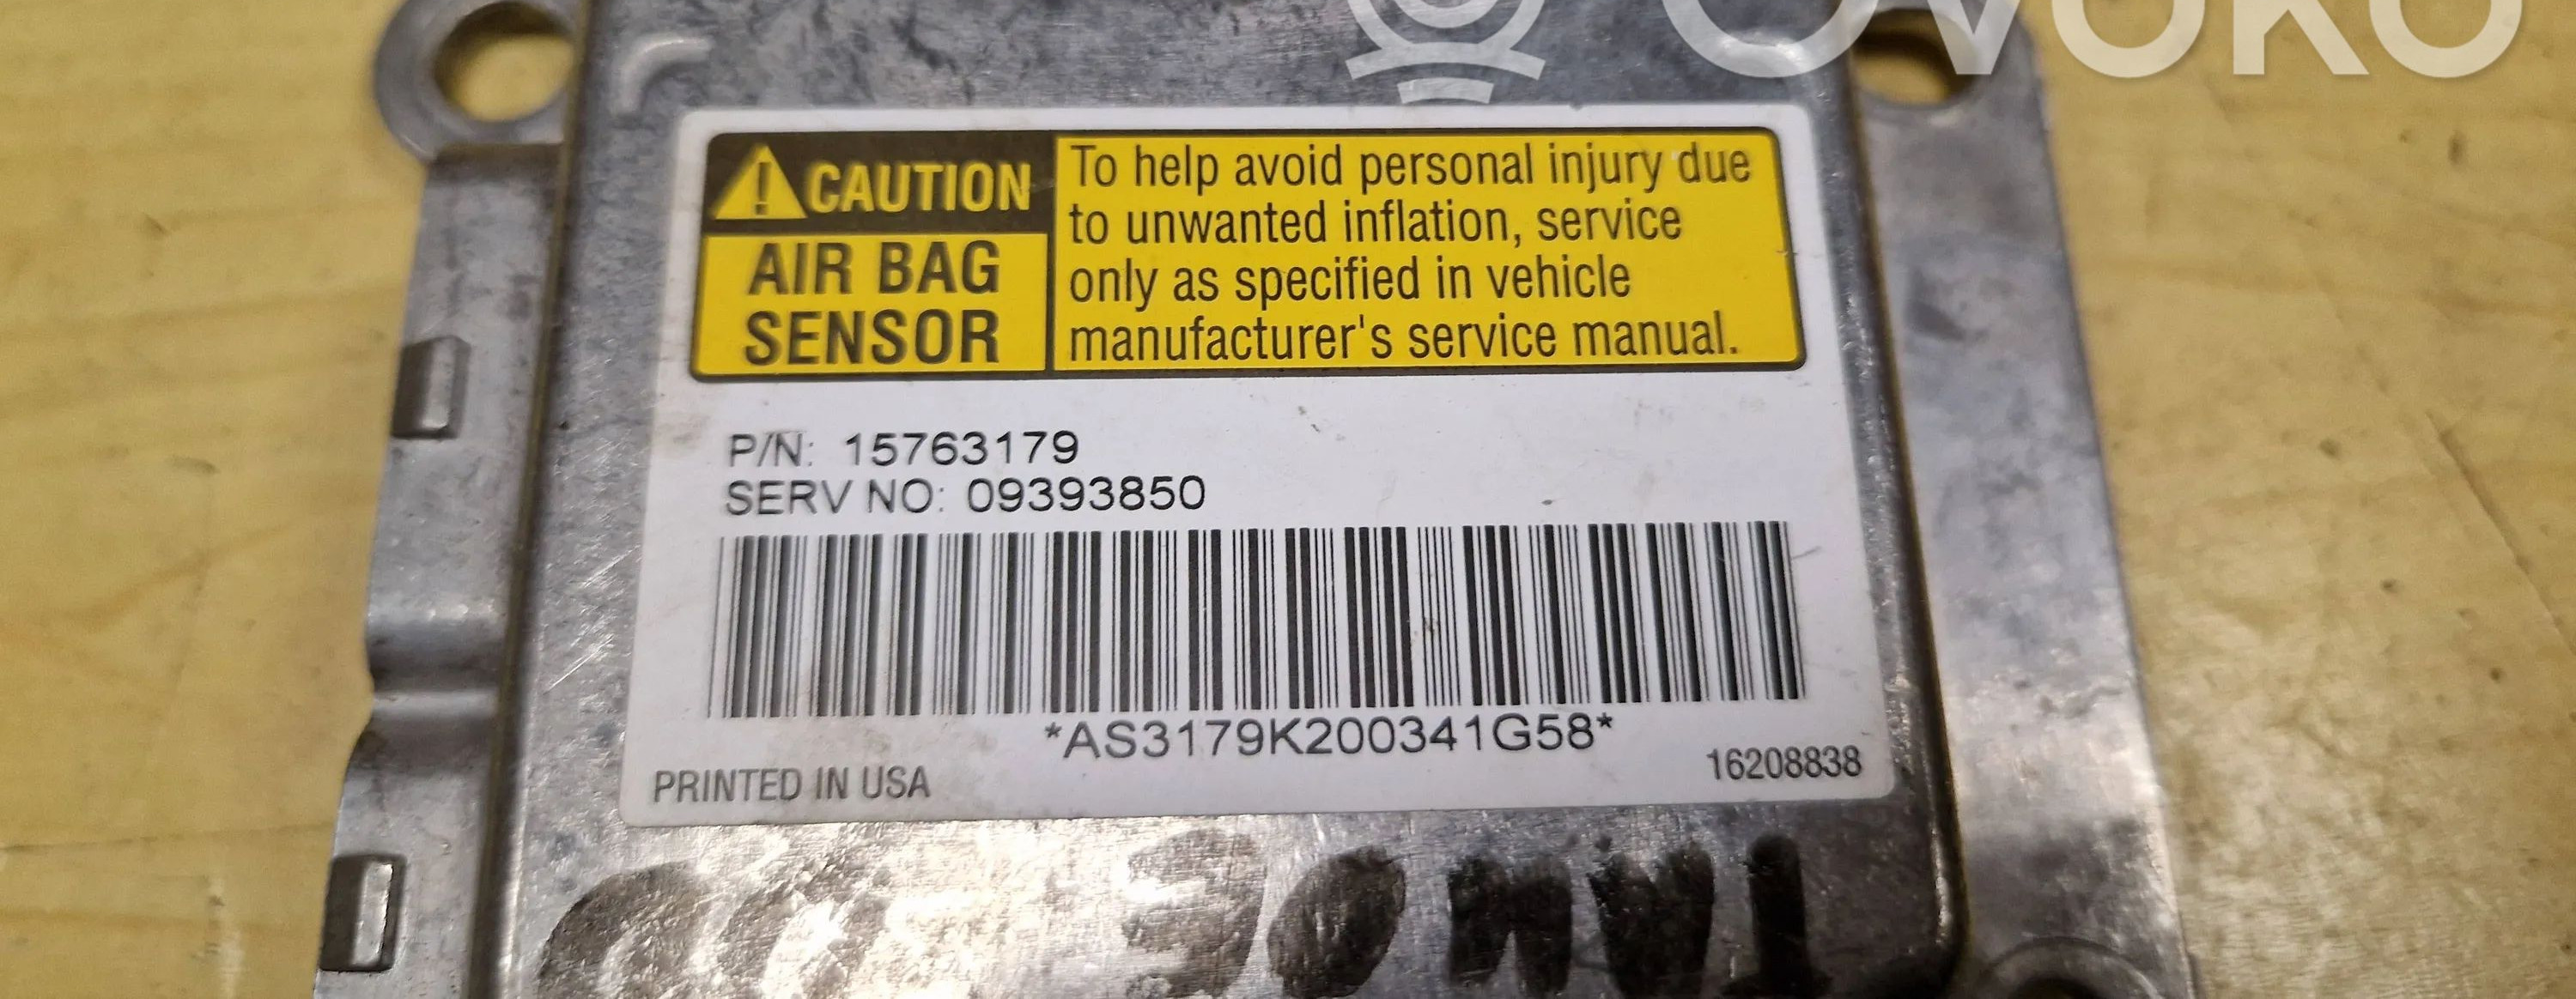 OVOKO
CAUTION
AIR BAG
SENSOR
To help avoid personal injury due
to unwanted inflation, service
only as specified in vehicle
manufacturer's service manual.
P/N: 15763179
SERV NO: 09393850
*AS3179K200341G58*
PRINTED IN USA
16208838